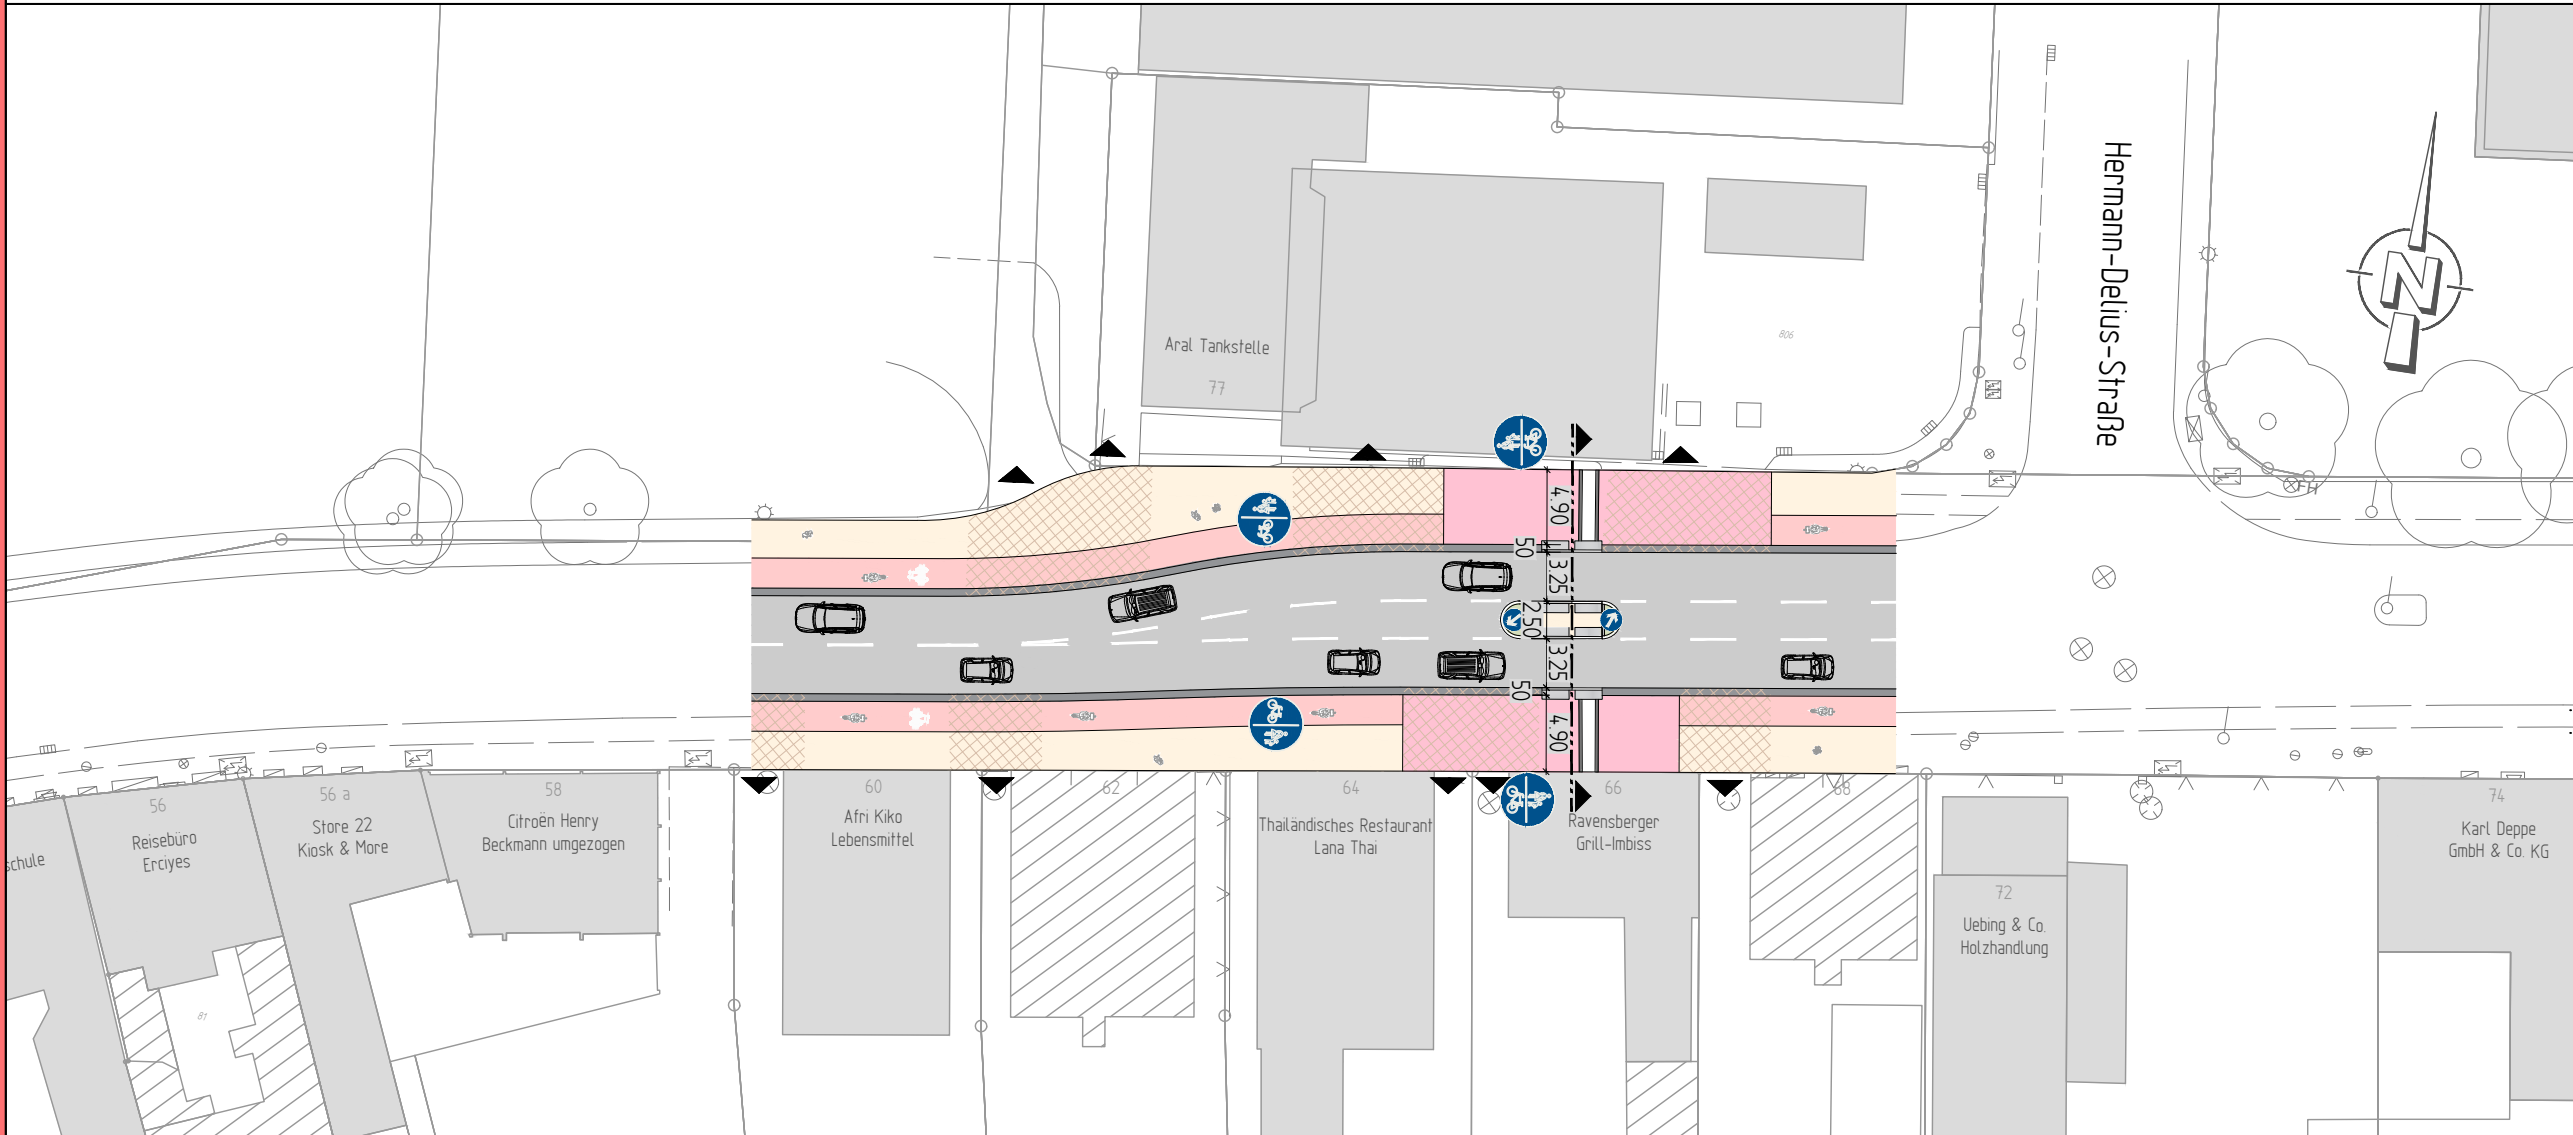 Hermann-Delius-Straße
N
Aral Tankstelle
77
806
FH
4.90
50
3.25
2.50
3.25
50
4.90
schule
56
Reisebüro
Erciyes
81
56 a
Store 22
Kiosk & More
58
Citroën Henry
Beckmann umgezogen
60
Afri Kiko
Lebensmittel
62
64
Thailändisches Restaurant
Lana Thai
66
Ravensberger
Grill-Imbiss
68
72
Uebing & Co.
Holzhandlung
74
Karl Deppe
GmbH & Co. KG